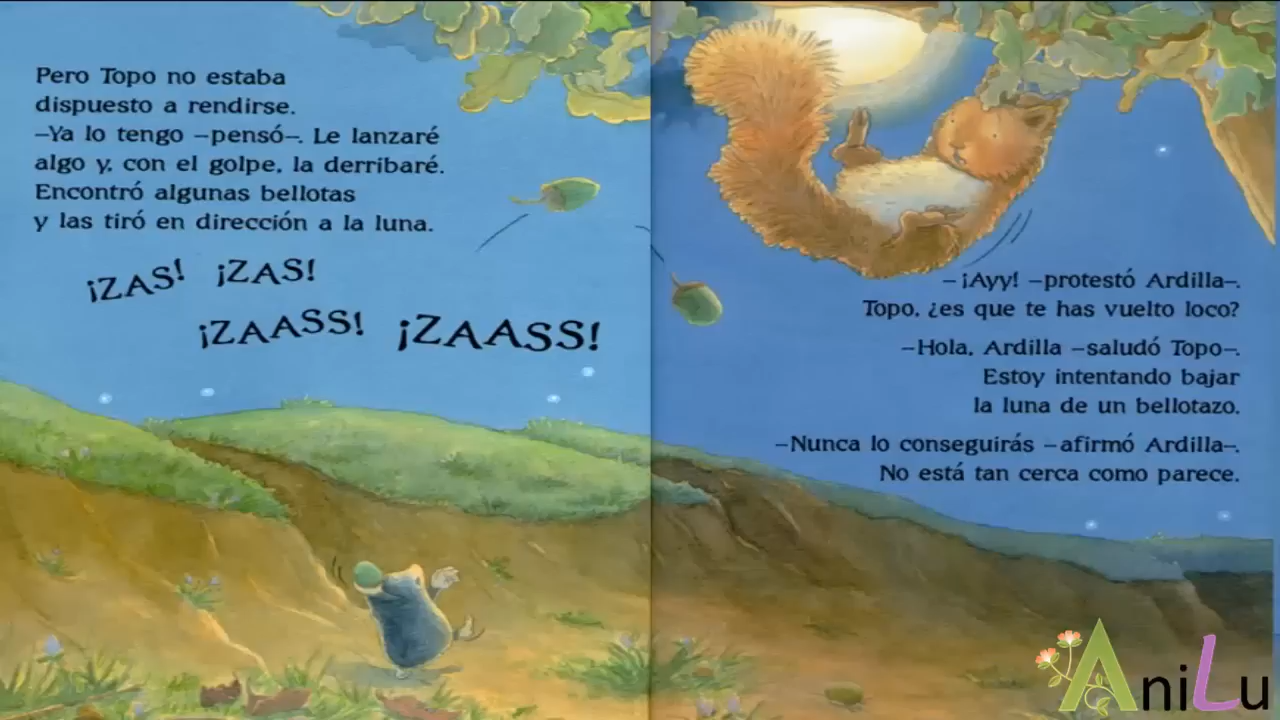 Pero Topo no estaba
dispuesto a rendirse.
–Ya lo tengo –pensó–. Le lanzaré
algo y, con el golpe, la derribaré.
Encontró algunas bellotas
y las tiró en dirección a la luna.
¡ZAS! ¡ZAS!
¡ZAASS! ¡ZAASS!
– ¡Ayy! –protestó Ardilla–.
Topo, ¿es que te has vuelto loco?
–Hola, Ardilla –saludó Topo–.
Estoy intentando bajar
la luna de un bellotazo.
–Nunca lo conseguirás –afirmó Ardilla–.
No está tan cerca como parece.
AniLu